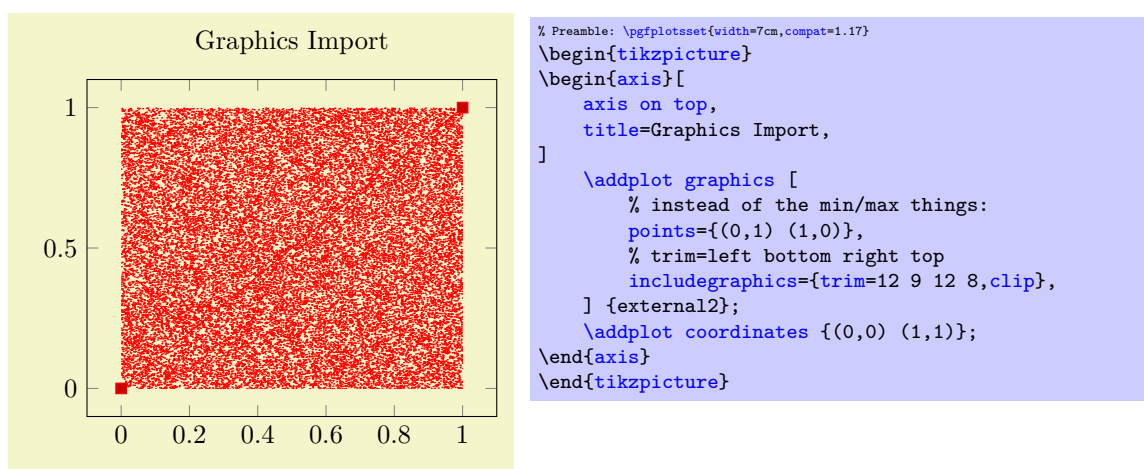 Graphics Import
1
0.5
0
0 0.2 0.4 0.6 0.8 1
% Preamble: \pgfplotsset{width=7cm,compat=1.17}
\begin{tikzpicture}
\begin{axis}[
    axis on top,
    title=Graphics Import,
]
    \addplot graphics [
        % instead of the min/max things:
        points={(0,1) (1,0)},
        % trim=left bottom right top
        includegraphics={trim=12 9 12 8,clip},
    ] {external2};
    \addplot coordinates {(0,0) (1,1)};
\end{axis}
\end{tikzpicture}